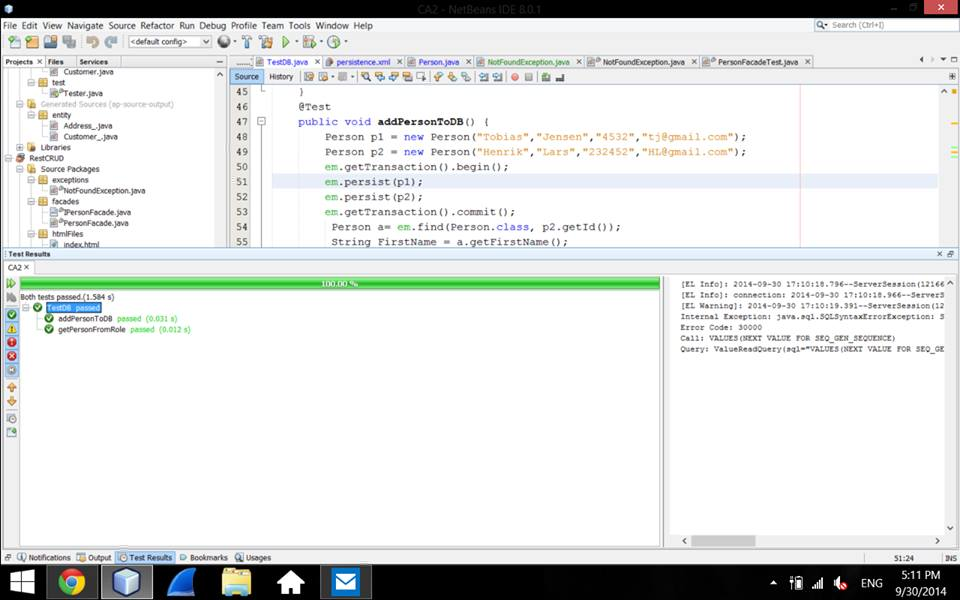 CA2 - NetBeans IDE 8.0.1
File Edit View Navigate Source Refactor Run Debug Profile Team Tools Window Help
Search (Ctrl+I)
<default config>
Projects Files Services
TestDB.java persistence.xml Person.java NotFoundException.java NotFoundException.java PersonFacadeTest.java
Source History
Customer.java
test
Tester.java
Generated Sources (ap-source-output)
entity
Address_.java
Customer_.java
Libraries
RestCRUD
Source Packages
exceptions
NotFoundException.java
facades
IPersonFacade.java
PersonFacade.java
htmlFiles
index.html
45 }
46 @Test
47 public void addPersonToDB() {
48 Person p1 = new Person("Tobias","Jensen","4532","tj@gmail.com");
49 Person p2 = new Person("Henrik","Lars","232452","HL@gmail.com");
50 em.getTransaction().begin();
51 em.persist(p1);
52 em.persist(p2);
53 em.getTransaction().commit();
54 Person a= em.find(Person.class, p2.getId());
55 String FirstName = a.getFirstName();
Test Results
CA2
100.00 %
Both tests passed.(1.584 s)
TestDB passed
addPersonToDB passed (0.031 s)
getPersonFromRole passed (0.012 s)
[EL Info]: 2014-09-30 17:10:18.796--ServerSession(12166
[EL Info]: connection: 2014-09-30 17:10:18.966--ServerSes
[EL Warning]: 2014-09-30 17:10:19.391--ServerSession(12
Internal Exception: java.sql.SQLSyntaxErrorException: S
Error Code: 30000
Call: VALUES(NEXT VALUE FOR SEQ_GEN_SEQUENCE)
Query: ValueReadQuery(sql="VALUES(NEXT VALUE FOR SEQ_GE
Notifications Output Test Results Bookmarks Usages
51:24 INS
ENG
5:11 PM
9/30/2014